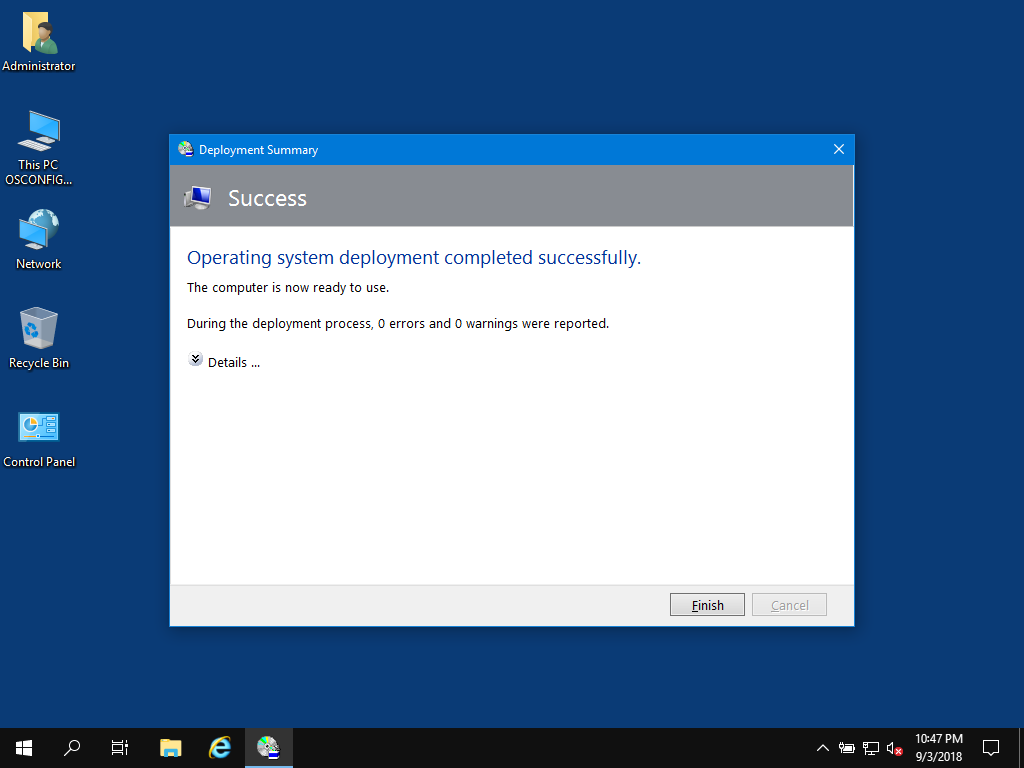 Administrator
This PC
OSCONFIG...
Network
Recycle Bin
Control Panel
Deployment Summary
Success
Operating system deployment completed successfully.
The computer is now ready to use.
During the deployment process, 0 errors and 0 warnings were reported.
Details ...
Finish
Cancel
10:47 PM
9/3/2018